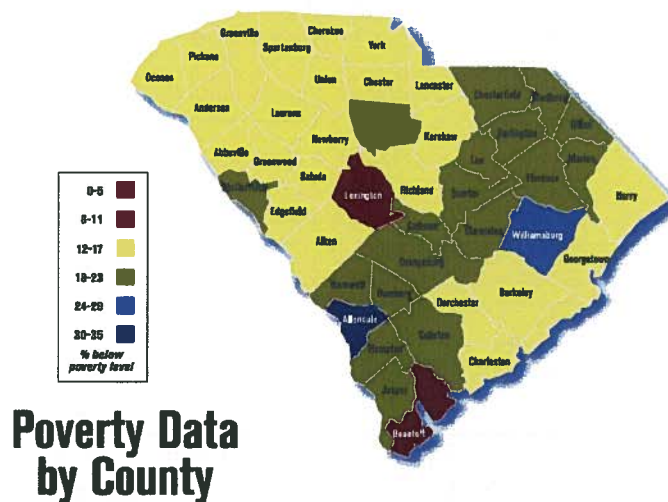 Cherokee
Greenville
Spartenburg
York
Pickens
Oconee
Union
Chester
Lancaster
Chesterfield
Marlboro
Anderson
Laurens
Dillon
Darlington
Newberry
Kershaw
Abbeville
Greenwood
Lee
Marion
Saluda
Florence
Lexington
Richland
Sumter
Horry
Edgefield
Calhoun
Clarendon
Williamsburg
Aiken
Georgetown
Orangeburg
Barnwell
Bamberg
Dorchester
Berkeley
Allendale
Colleton
Hampton
Charleston
Jasper
Beaufort
0-5
6-11
12-17
18-23
24-29
30-35
% below
poverty level
Poverty Data
by County